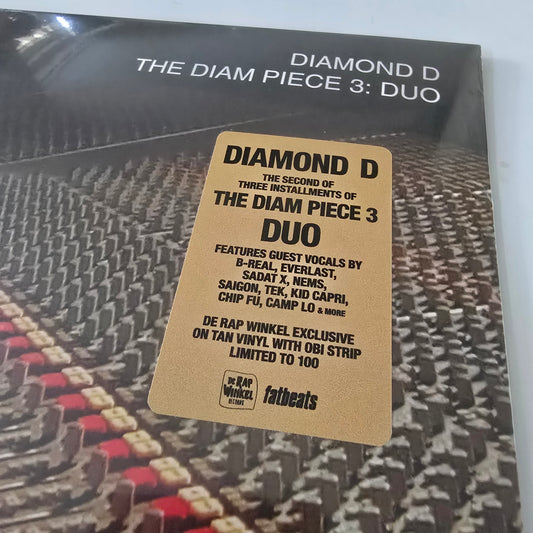 DIAMOND D
THE DIAM PIECE 3: DUO
DIAMOND D
THE SECOND OF
THREE INSTALLMENTS OF
THE DIAM PIECE 3
DUO
FEATURES GUEST VOCALS BY
B-REAL, EVERLAST,
SADAT X, NEMS,
SAIGON, TEK, KID CAPRI,
CHIP FU, CAMP LO & MORE
DE RAP WINKEL EXCLUSIVE
ON TAN VINYL WITH OBI STRIP
LIMITED TO 100
DE RAP
WINKEL
RECORDS
fatbeats